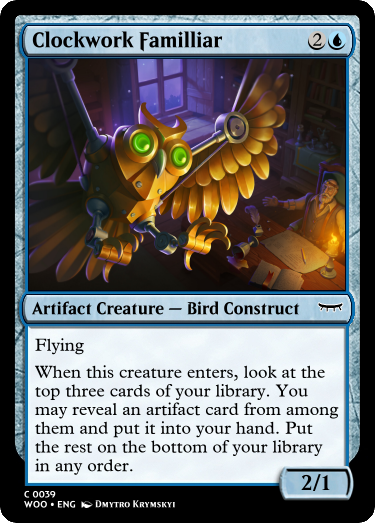 Clockwork Familliar 2
Artifact Creature — Bird Construct
Flying
When this creature enters, look at the
top three cards of your library. You
may reveal an artifact card from among
them and put it into your hand. Put
the rest on the bottom of your library
in any order.
2/1
C 0039
WOO • ENG Dmytro Krymskyi